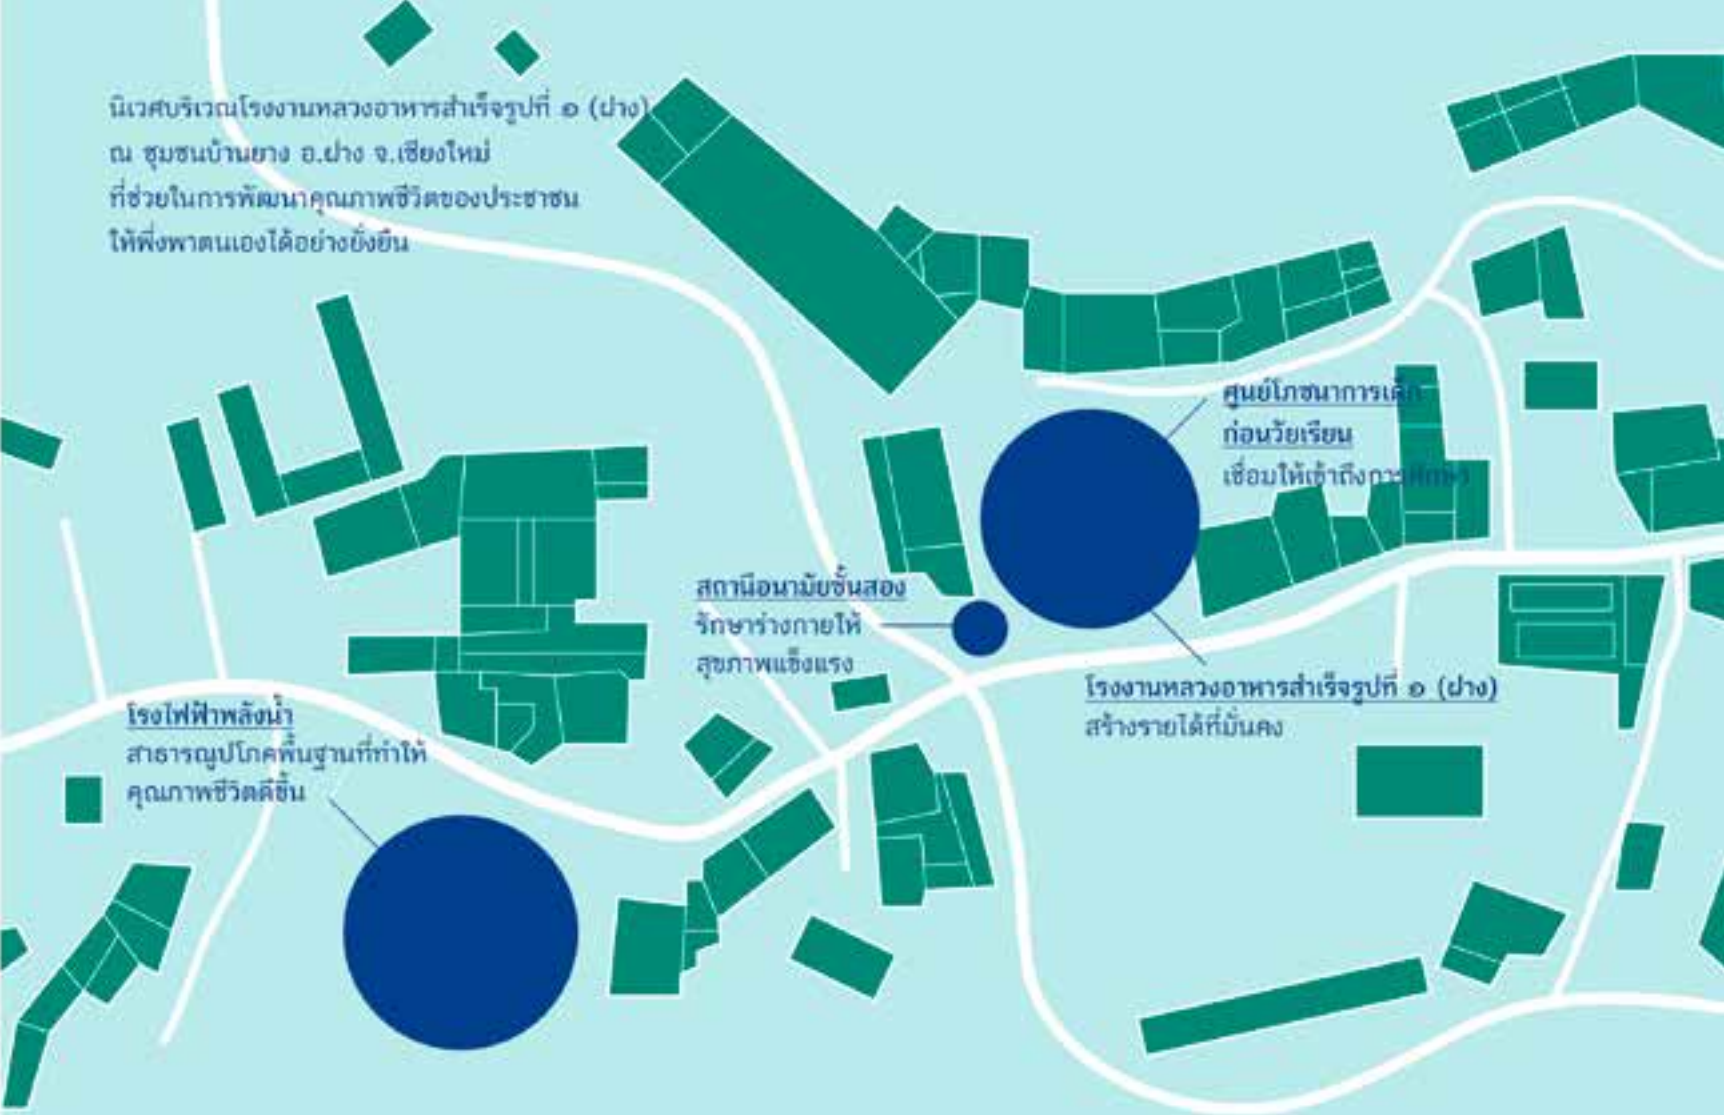 นิเวศบริเวณโรงงานหลวงอาหารสำเร็จรูปที่ ๑ (ฝาง)
ณ ชุมชนบ้านยาง อ.ฝาง จ.เชียงใหม่
ที่ช่วยในการพัฒนาคุณภาพชีวิตของประชาชน
ให้พึ่งพาตนเองได้อย่างยั่งยืน
ศูนย์โภชนาการเด็ก
ก่อนวัยเรียน
เชื่อมให้เข้าถึงการศึกษา
สถานีอนามัยชั้นสอง
รักษาร่างกายให้
สุขภาพแข็งแรง
โรงงานหลวงอาหารสำเร็จรูปที่ ๑ (ฝาง)
สร้างรายได้ที่มั่นคง
โรงไฟฟ้าพลังน้ำ
สาธารณูปโภคพื้นฐานที่ทำให้
คุณภาพชีวิตดีขึ้น